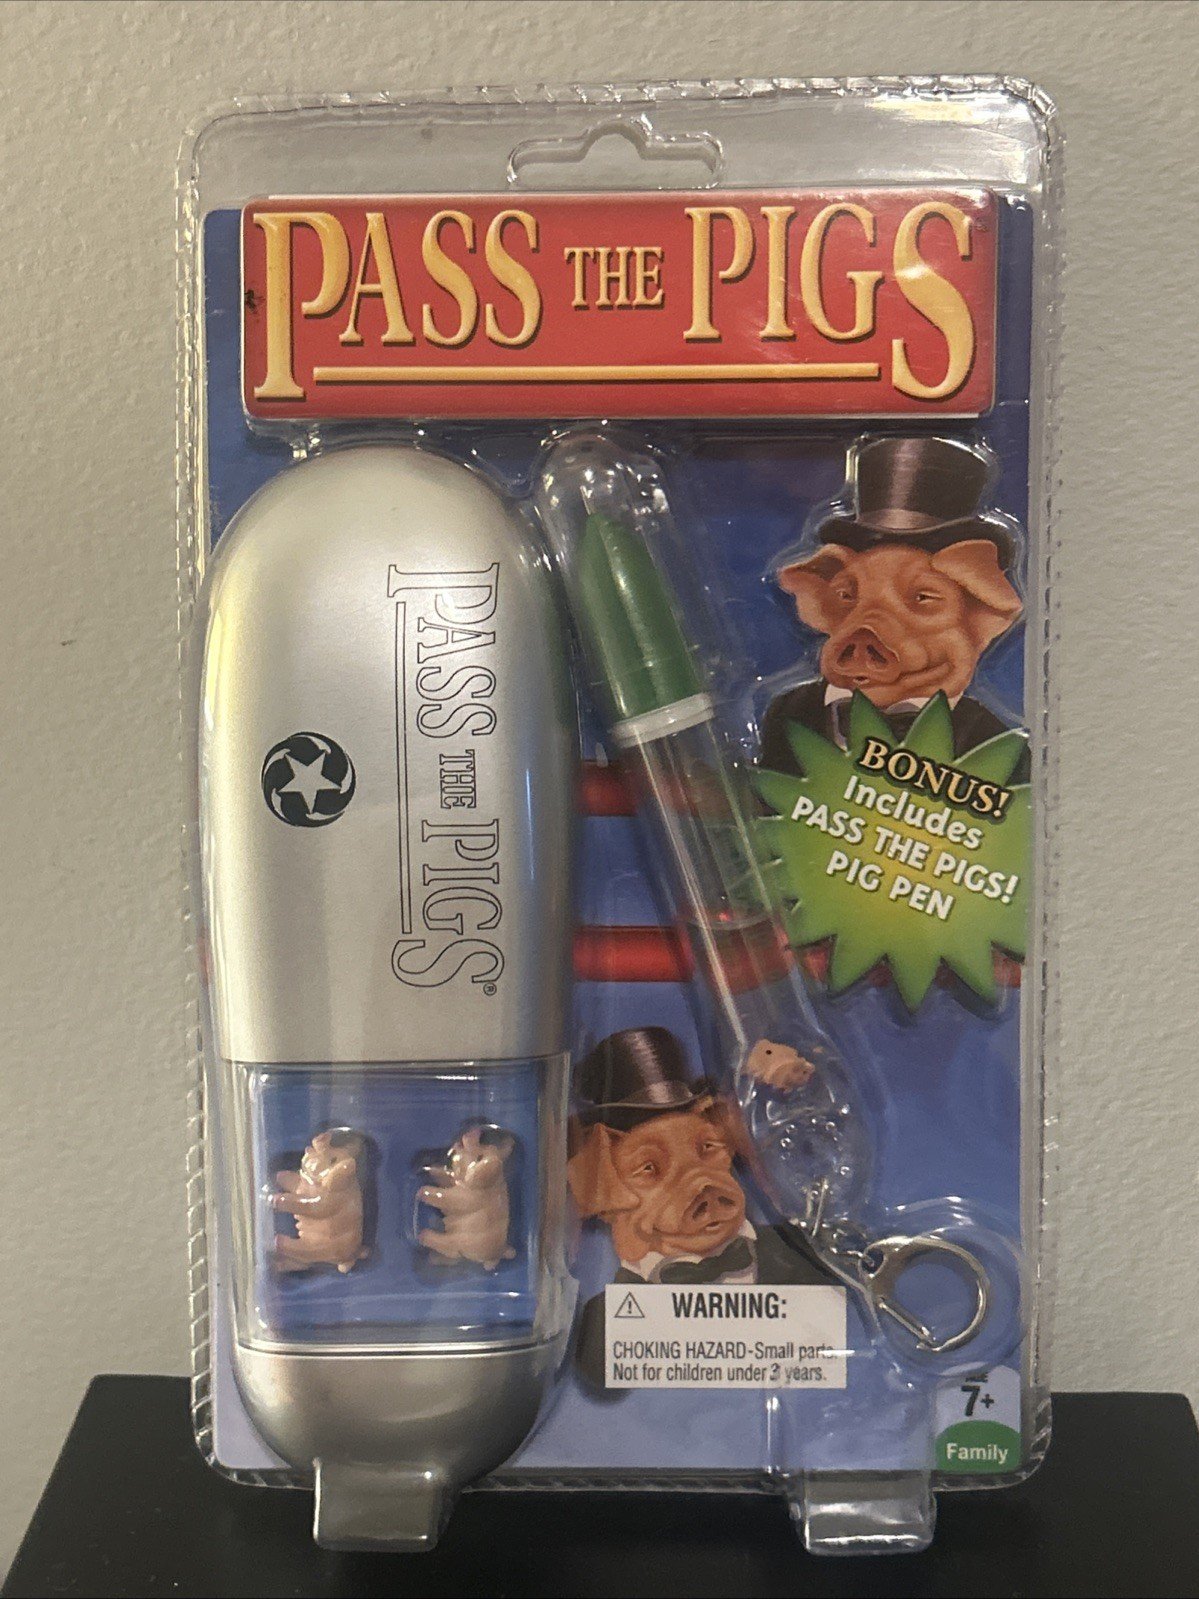 PASS THE PIGS
PASS THE PIGS®
BONUS!
Includes
PASS THE PIGS!
PIG PEN
WARNING:
CHOKING HAZARD-Small parts.
Not for children under 3 years.
AGE
7+
Family